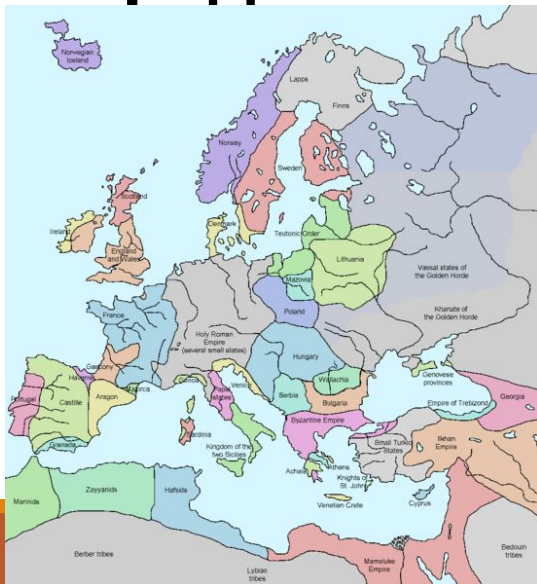 Norwegian
Iceland
Lapps
Finns
Norway
Sweden
Scotland
Ireland
Denmark
Teutonic Order
England
and Wales
Lithuania
Mazovia
Vassal states of
the Golden Horde
Poland
France
Holy Roman
Empire
(several small states)
Khanate of
the Golden Horde
Hungary
Gascony
Genoa
Venice
Wallachia
Genovese
provinces
Navarre
Majorca
Papal
states
Serbia
Bulgaria
Georgia
Portugal
Castille
Aragon
Empire of Trebizond
Sardinia
Byzantine Empire
Granada
Kingdom of the
two Sicilies
Small Turkic
States
Ilkhan
Empire
Athens
Achaia
Knights of
St. John
Marinids
Zayyanids
Hafsids
Venetian Crete
Cyprus
Berber tribes
Mameluke
Empire
Bedouin
tribes
Lybian
tribes